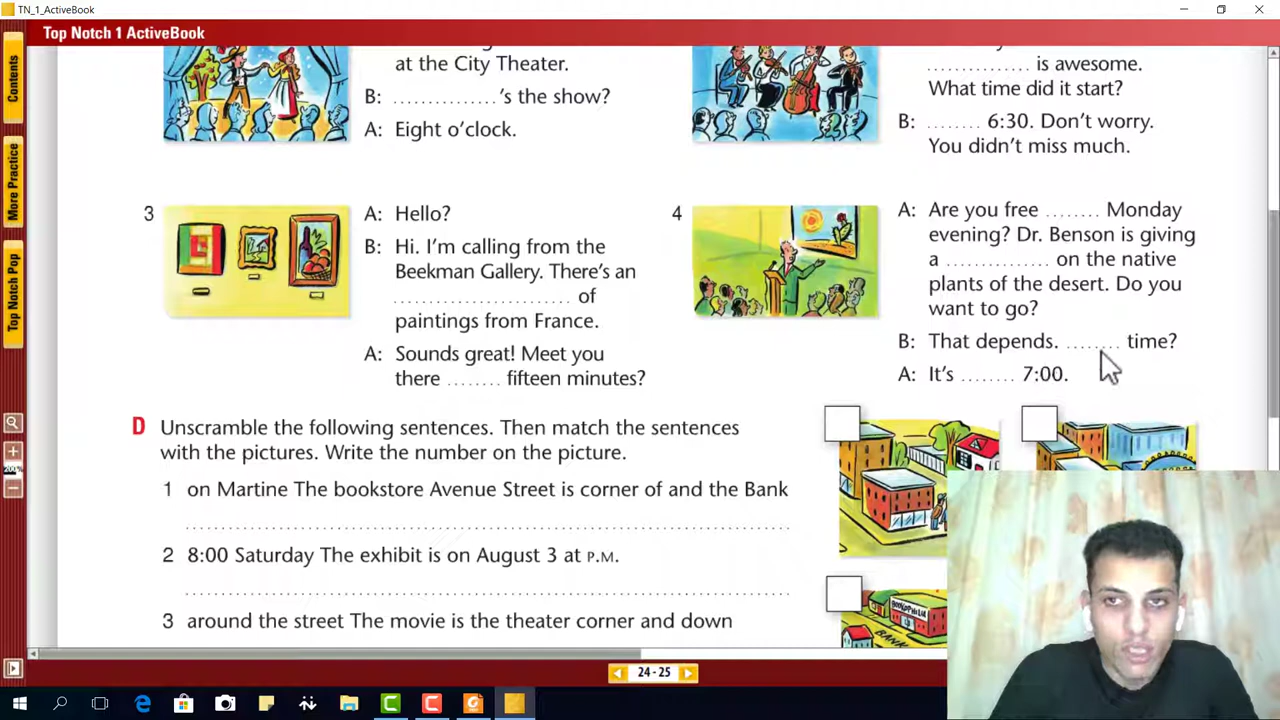 TN_1_ActiveBook
Top Notch 1 ActiveBook
Contents
More Practice
Top Notch Pop
at the City Theater.
B: ..............'s the show?
A: Eight o'clock.
.............. is awesome.
What time did it start?
B: ........ 6:30. Don't worry.
You didn't miss much.
3
A: Hello?
B: Hi. I'm calling from the
Beekman Gallery. There's an
........................ of
paintings from France.
A: Sounds great! Meet you
there ........ fifteen minutes?
4
A: Are you free ........ Monday
evening? Dr. Benson is giving
a .............. on the native
plants of the desert. Do you
want to go?
B: That depends. ........ time?
A: It's ........ 7:00.
D Unscramble the following sentences. Then match the sentences
with the pictures. Write the number on the picture.
1 on Martine The bookstore Avenue Street is corner of and the Bank
2 8:00 Saturday The exhibit is on August 3 at P.M.
3 around the street The movie is the theater corner and down
BANK
200%
24 - 25